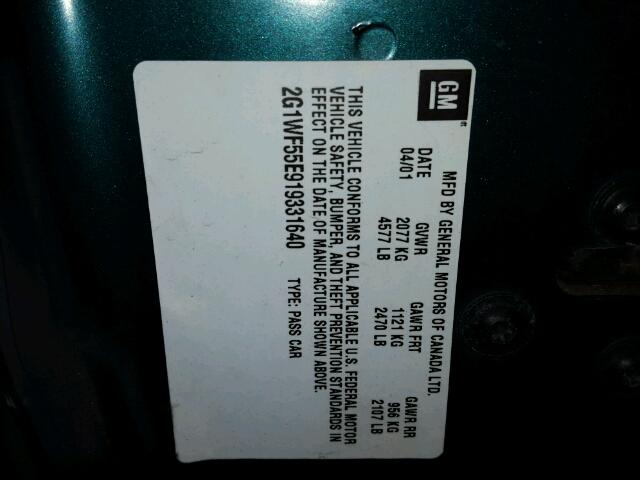 GM
MFD BY GENERAL MOTORS OF CANADA LTD.
DATE GVWR GAWR FRT GAWR RR
04/01 2077 KG 1121 KG 956 KG
4577 LB 2470 LB 2107 LB
THIS VEHICLE CONFORMS TO ALL APPLICABLE U.S. FEDERAL MOTOR
VEHICLE SAFETY, BUMPER, AND THEFT PREVENTION STANDARDS IN
EFFECT ON THE DATE OF MANUFACTURE SHOWN ABOVE.
2G1WF55E919331640 TYPE: PASS CAR